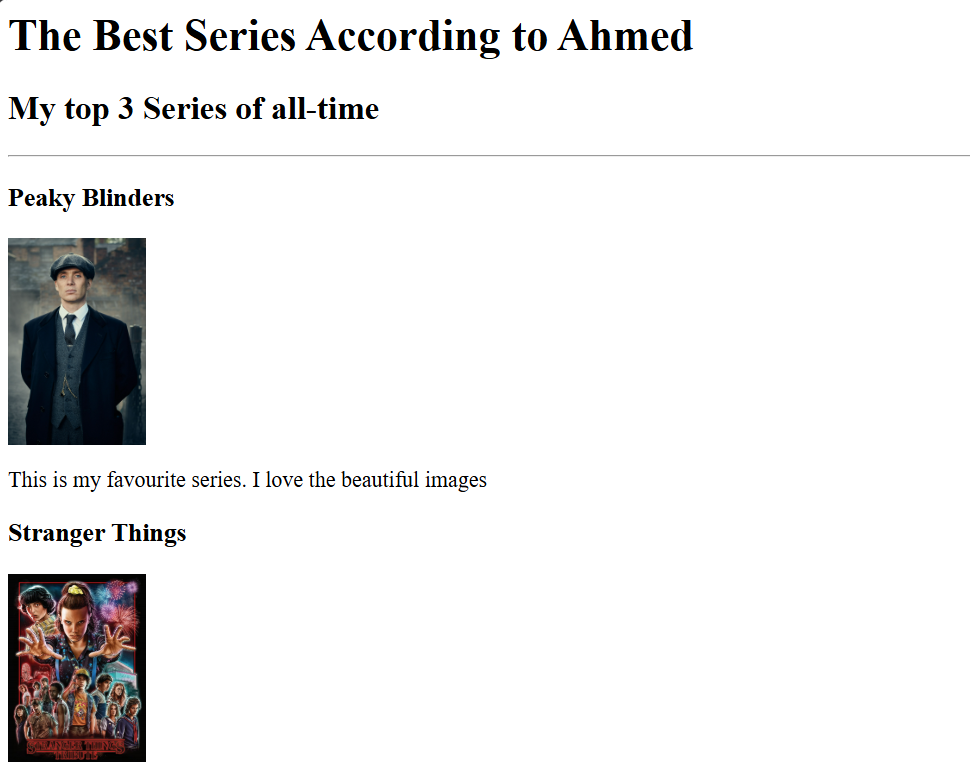 The Best Series According to Ahmed
My top 3 Series of all-time
Peaky Blinders
This is my favourite series. I love the beautiful images
Stranger Things
STRANGER THINGS
TRIBUTE